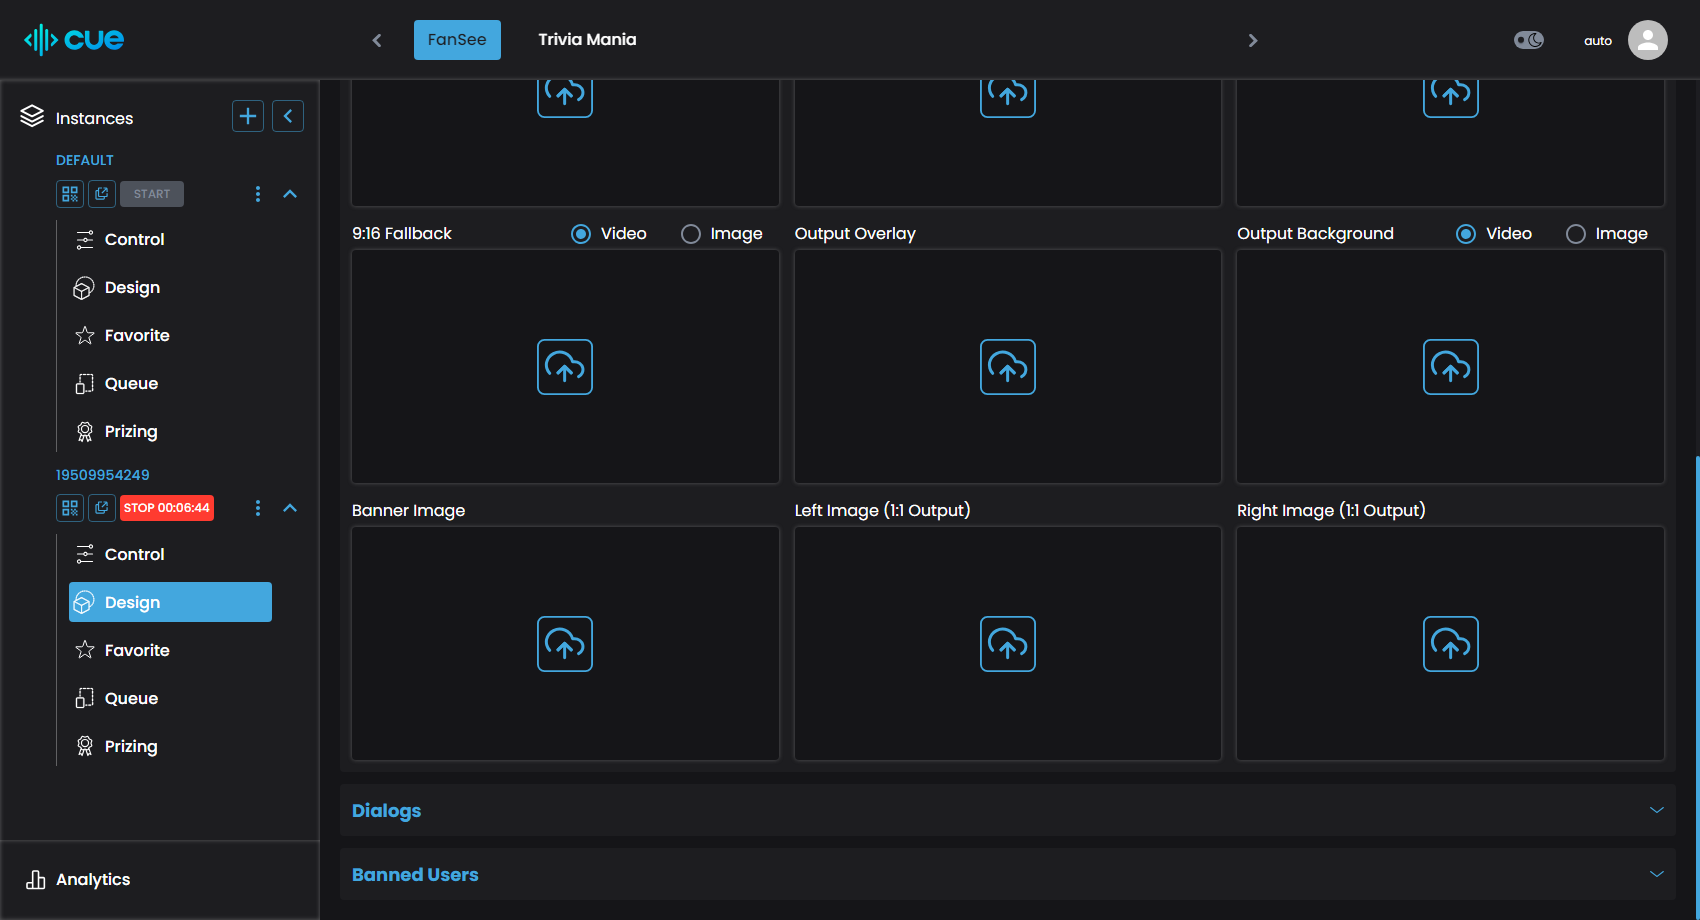 cue
FanSee
Trivia Mania
auto
Instances
DEFAULT
START
Control
Design
Favorite
Queue
Prizing
19509954249
STOP 00:06:44
Control
Design
Favorite
Queue
Prizing
Analytics
9:16 Fallback
Video
Image
Output Overlay
Output Background
Video
Image
Banner Image
Left Image (1:1 Output)
Right Image (1:1 Output)
Dialogs
Banned Users